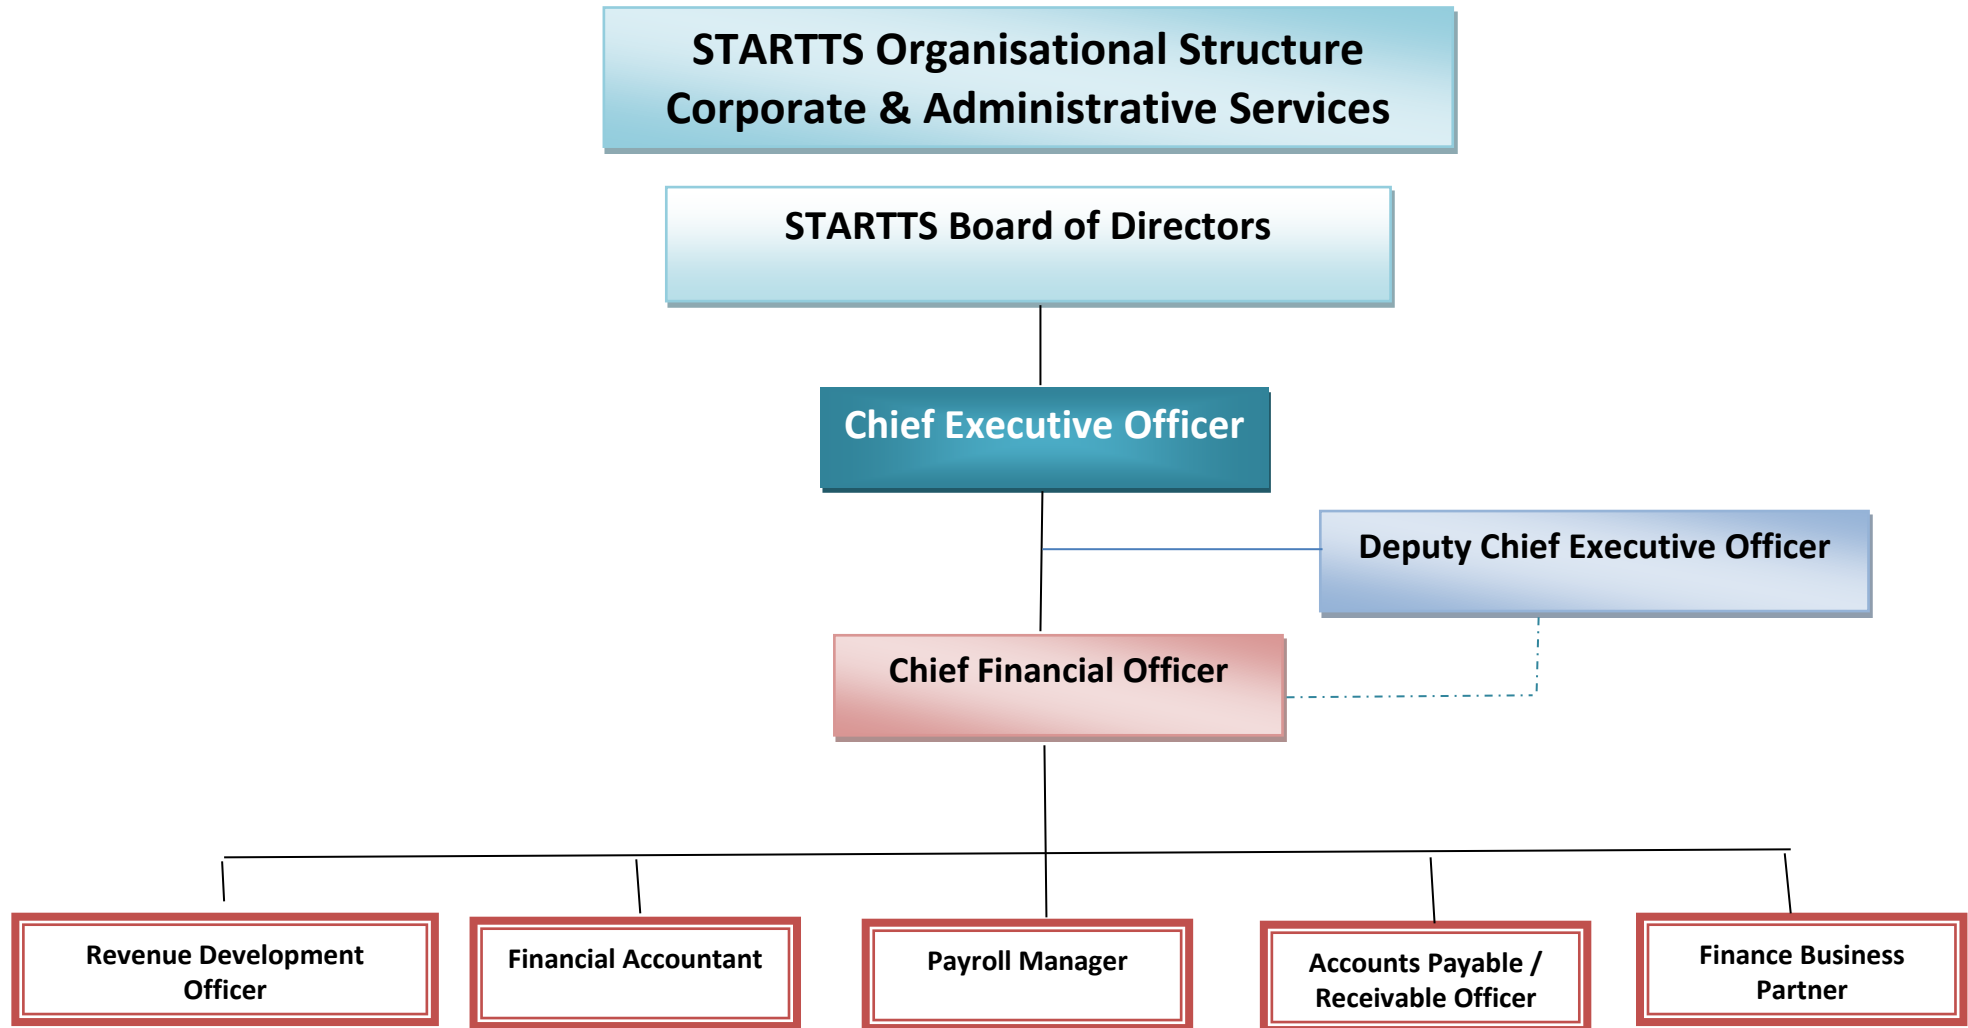 STARTTS Organisational Structure
Corporate & Administrative Services
STARTTS Board of Directors
Chief Executive Officer
Deputy Chief Executive Officer
Chief Financial Officer
Revenue Development
Officer
Financial Accountant
Payroll Manager
Accounts Payable /
Receivable Officer
Finance Business
Partner